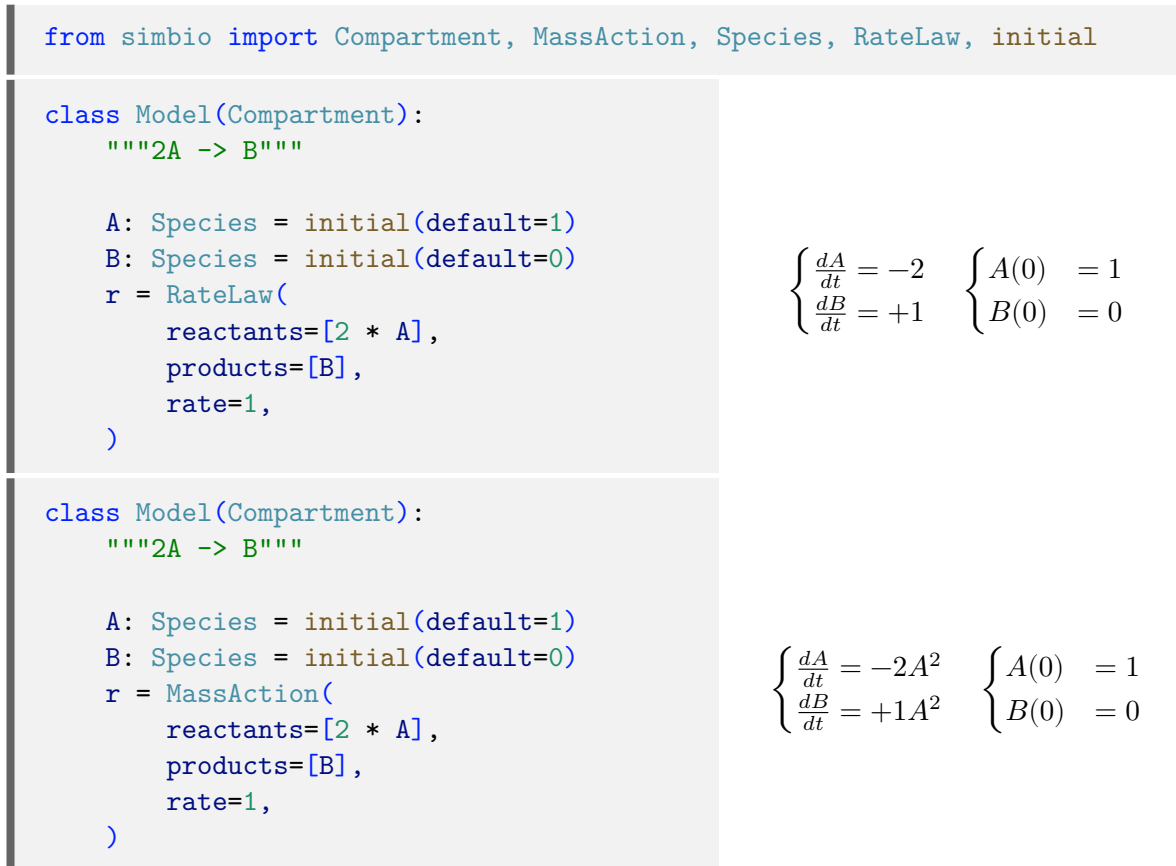 from simbio import Compartment, MassAction, Species, RateLaw, initial
class Model(Compartment):
    """2A -> B"""
    A: Species = initial(default=1)
    B: Species = initial(default=0)
    r = RateLaw(
        reactants=[2 * A],
        products=[B],
        rate=1,
    )
{ dA/dt = −2 { A(0) = 1
{ dB/dt = +1 { B(0) = 0
class Model(Compartment):
    """2A -> B"""
    A: Species = initial(default=1)
    B: Species = initial(default=0)
    r = MassAction(
        reactants=[2 * A],
        products=[B],
        rate=1,
    )
{ dA/dt = −2A² { A(0) = 1
{ dB/dt = +1A² { B(0) = 0